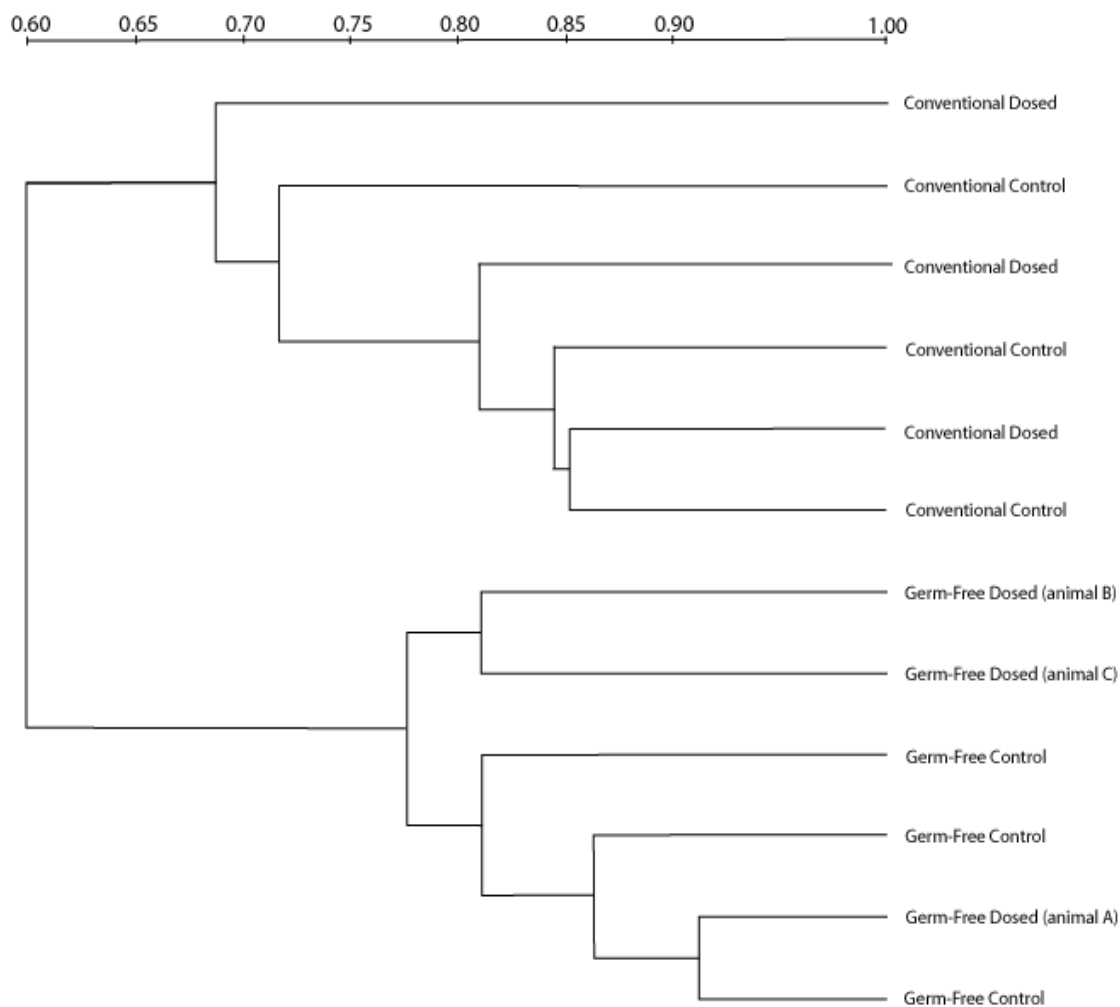 0.60 0.65 0.70 0.75 0.80 0.85 0.90 1.00
Conventional Dosed
Conventional Control
Conventional Dosed
Conventional Control
Conventional Dosed
Conventional Control
Germ-Free Dosed (animal B)
Germ-Free Dosed (animal C)
Germ-Free Control
Germ-Free Control
Germ-Free Dosed (animal A)
Germ-Free Control